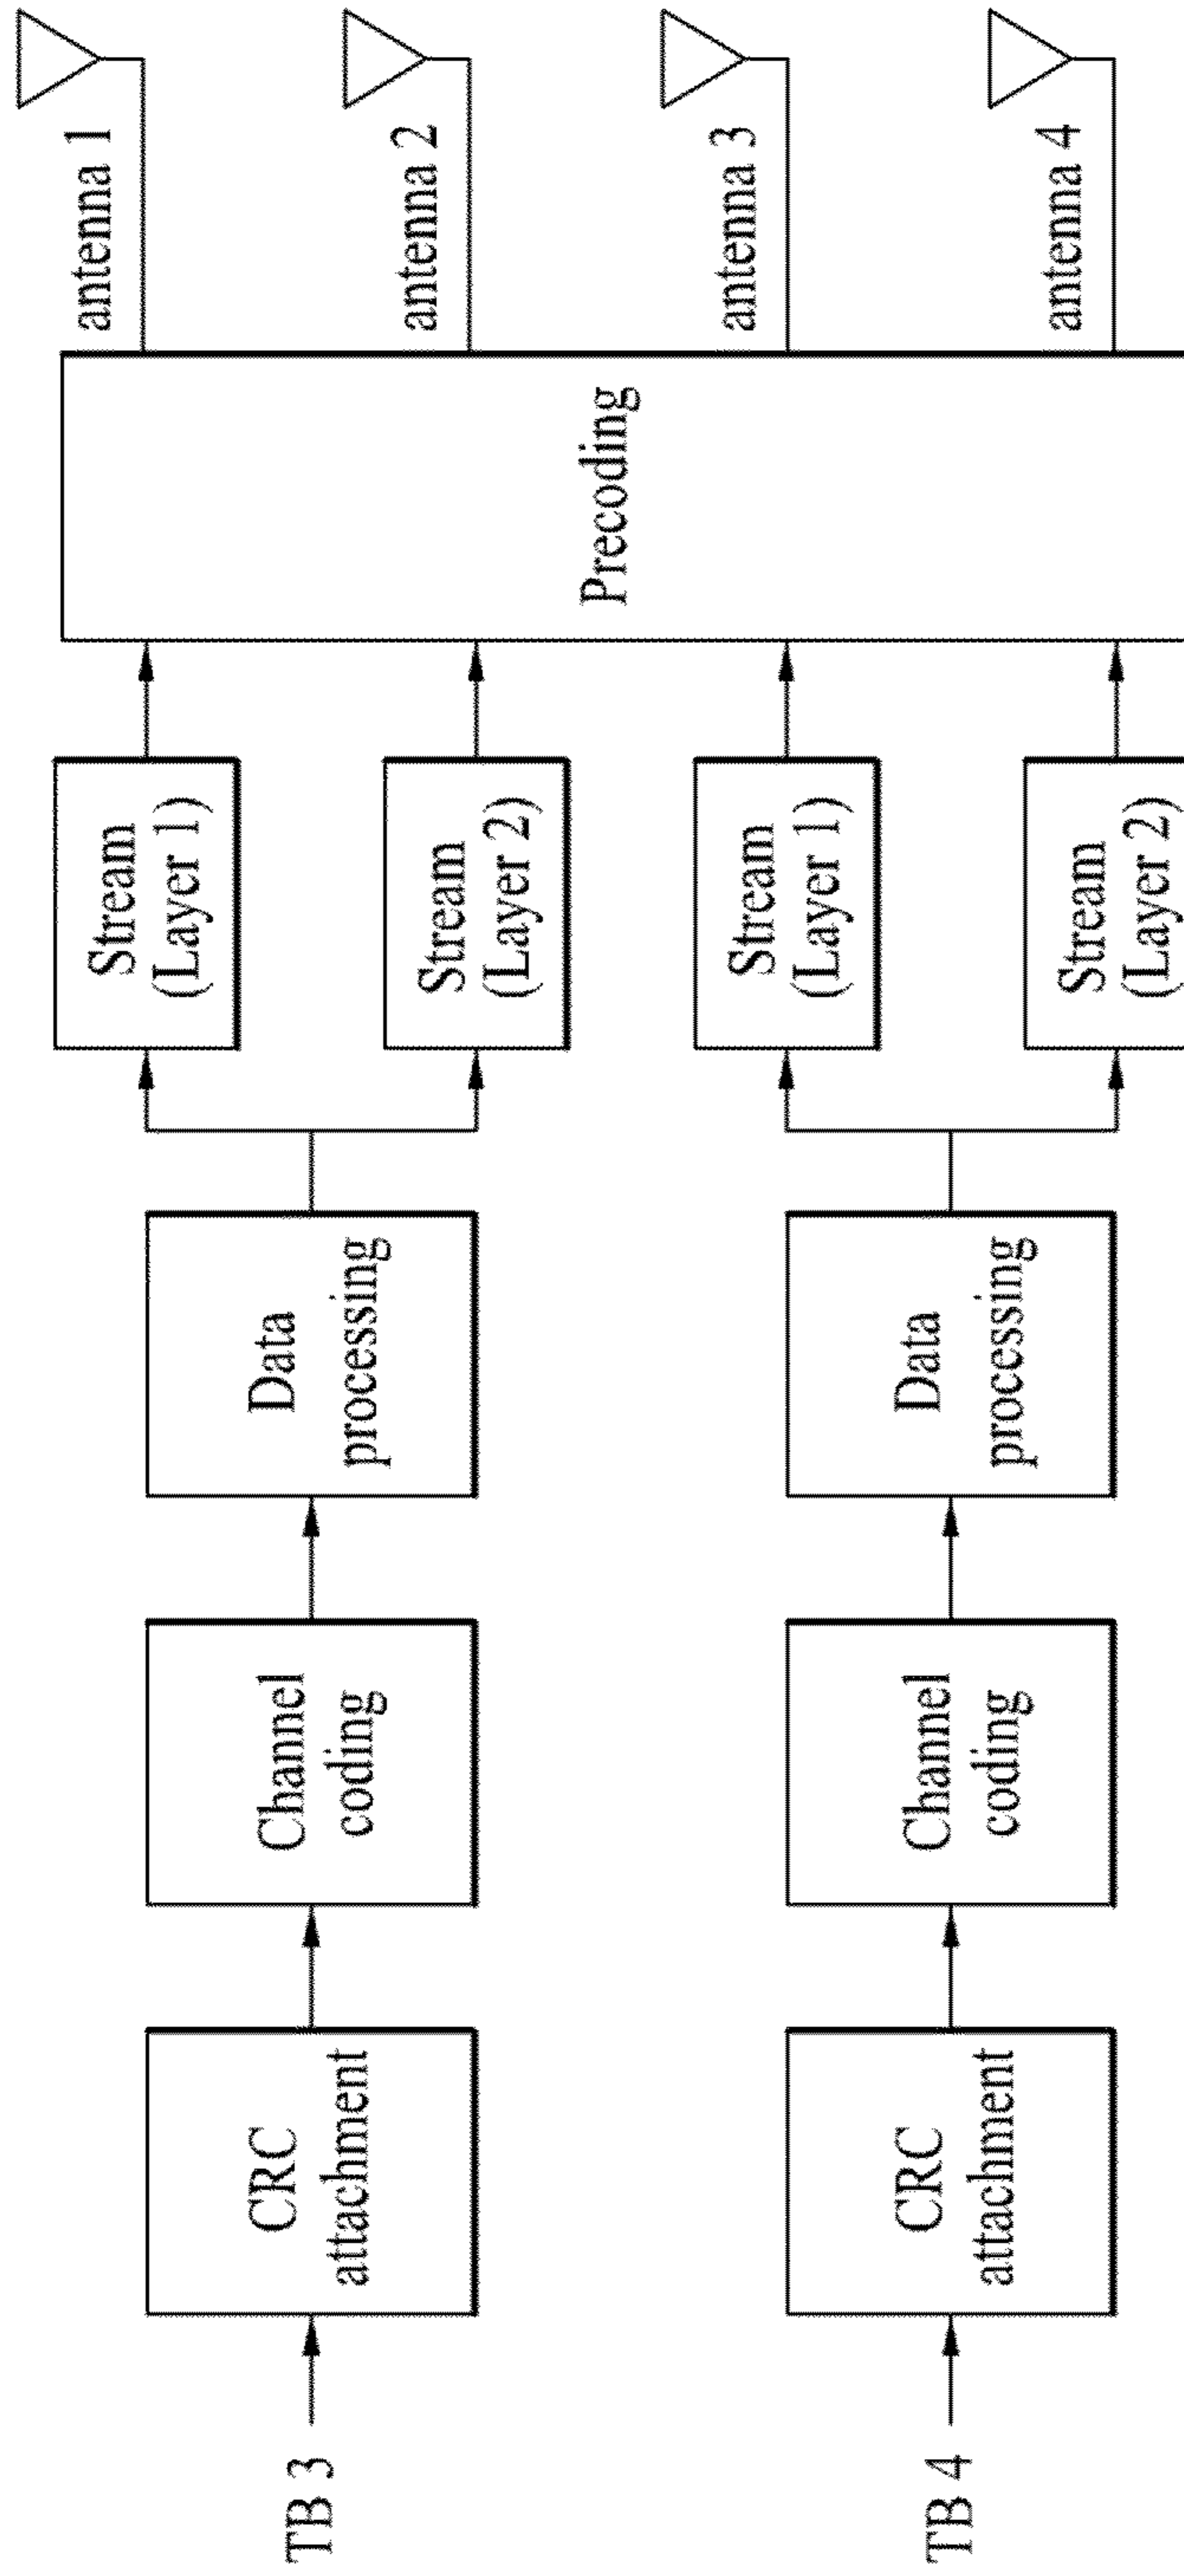 TB 3
CRC
attachment
Channel
coding
Data
processing
Stream
(Layer 1)
Stream
(Layer 2)
TB 4
CRC
attachment
Channel
coding
Data
processing
Stream
(Layer 1)
Stream
(Layer 2)
Precoding
antenna 1
antenna 2
antenna 3
antenna 4